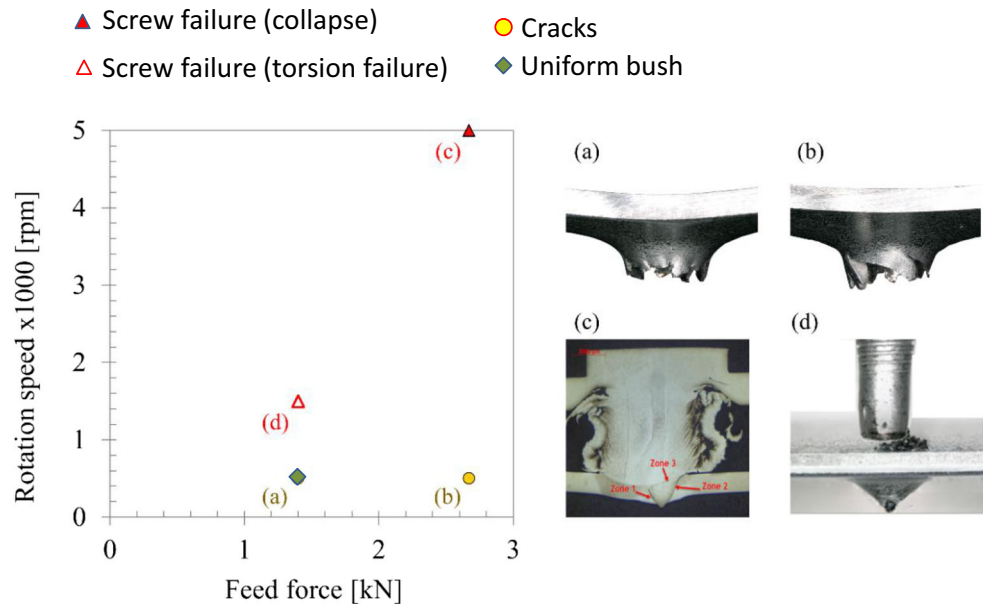 Screw failure (collapse)
Cracks
Screw failure (torsion failure)
Uniform bush
Rotation speed x1000 [rpm]
5
4
3
2
1
0
(c)
(d)
(a)
(b)
0
1
2
3
Feed force [kN]
(a)
(b)
(c)
Zone 3
Zone 1
Zone 2
(d)